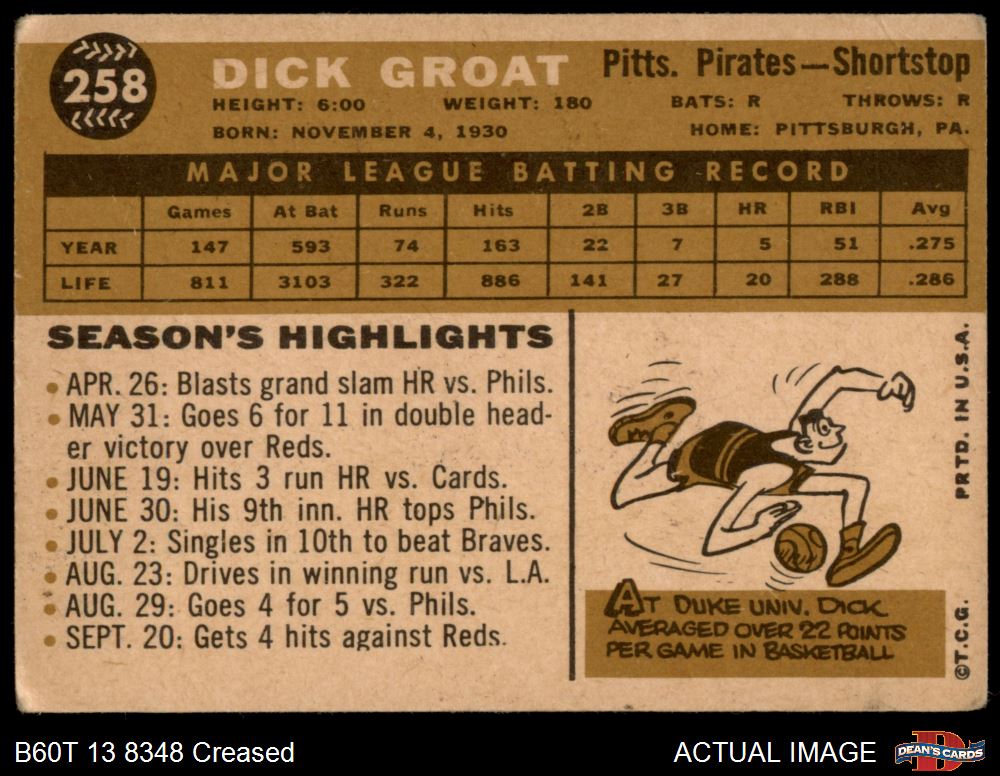 258
DICK GROAT
Pitts. Pirates—Shortstop
HEIGHT: 6:00 WEIGHT: 180 BATS: R THROWS: R
BORN: NOVEMBER 4, 1930 HOME: PITTSBURGH, PA.
MAJOR LEAGUE BATTING RECORD
Games At Bat Runs Hits 2B 3B HR RBI Avg
YEAR 147 593 74 163 22 7 5 51 .275
LIFE 811 3103 322 886 141 27 20 288 .286
SEASON'S HIGHLIGHTS
• APR. 26: Blasts grand slam HR vs. Phils.
• MAY 31: Goes 6 for 11 in double head-
er victory over Reds.
• JUNE 19: Hits 3 run HR vs. Cards.
• JUNE 30: His 9th inn. HR tops Phils.
• JULY 2: Singles in 10th to beat Braves.
• AUG. 23: Drives in winning run vs. L.A.
• AUG. 29: Goes 4 for 5 vs. Phils.
• SEPT. 20: Gets 4 hits against Reds.
AT DUKE UNIV. DICK
AVERAGED OVER 22 POINTS
PER GAME IN BASKETBALL
©T.C.G. PRTD. IN U.S.A.
B60T 13 8348 Creased
ACTUAL IMAGE
DEAN'S CARDS